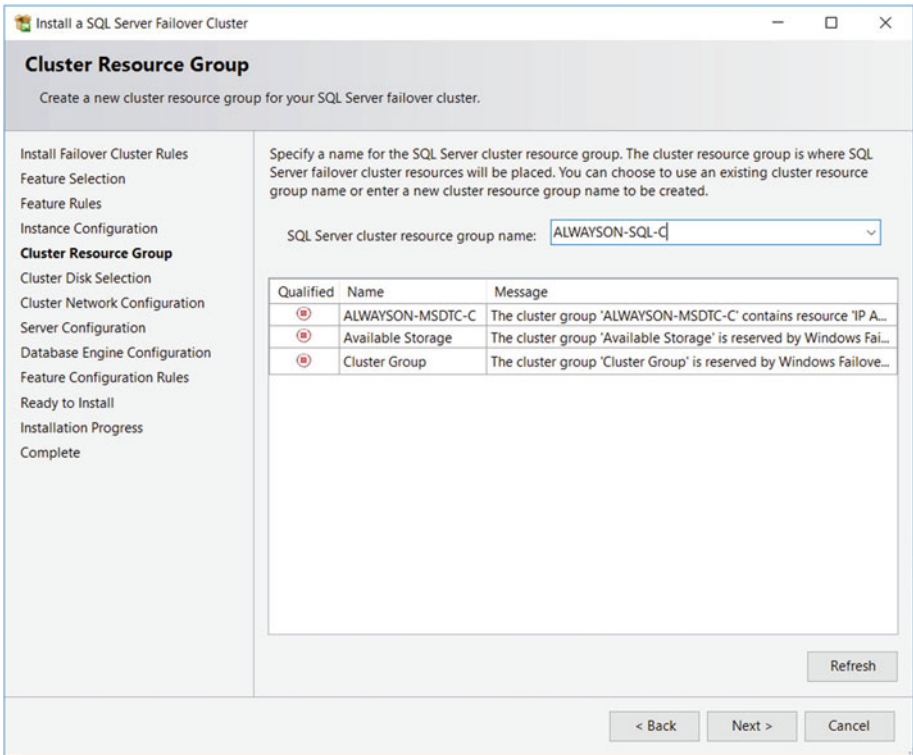 Install a SQL Server Failover Cluster
Cluster Resource Group
Create a new cluster resource group for your SQL Server failover cluster.
Install Failover Cluster Rules
Feature Selection
Feature Rules
Instance Configuration
Cluster Resource Group
Cluster Disk Selection
Cluster Network Configuration
Server Configuration
Database Engine Configuration
Feature Configuration Rules
Ready to Install
Installation Progress
Complete
Specify a name for the SQL Server cluster resource group. The cluster resource group is where SQL
Server failover cluster resources will be placed. You can choose to use an existing cluster resource
group name or enter a new cluster resource group name to be created.
SQL Server cluster resource group name: ALWAYSON-SQL-C
Qualified Name Message
ALWAYSON-MSDTC-C The cluster group 'ALWAYSON-MSDTC-C' contains resource 'IP A...
Available Storage The cluster group 'Available Storage' is reserved by Windows Fai...
Cluster Group The cluster group 'Cluster Group' is reserved by Windows Failove...
Refresh
< Back Next > Cancel